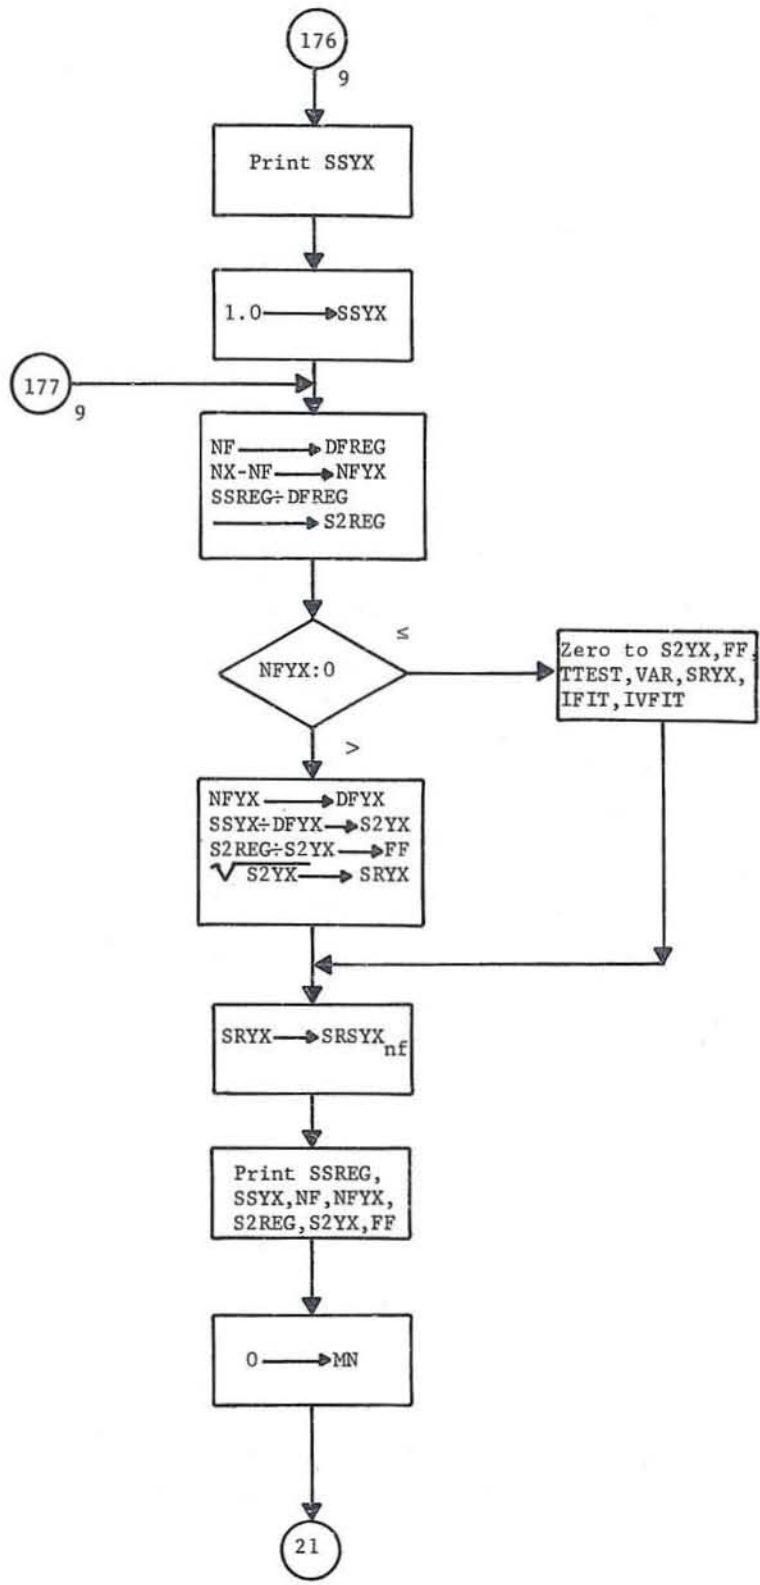 176
9
Print SSYX
1.0→SSYX
177
9
NF→DFREG
NX-NF→NFYX
SSREG÷DFREG
→S2REG
NFYX:0
≤
Zero to S2YX,FF,
TTEST,VAR,SRYX,
IFIT,IVFIT
>
NFYX→DFYX
SSYX÷DFYX→S2YX
S2REG÷S2YX→FF
√S2YX→SRYX
SRYX→SRSYXnf
Print SSREG,
SSYX,NF,NFYX,
S2REG,S2YX,FF
0→MN
21